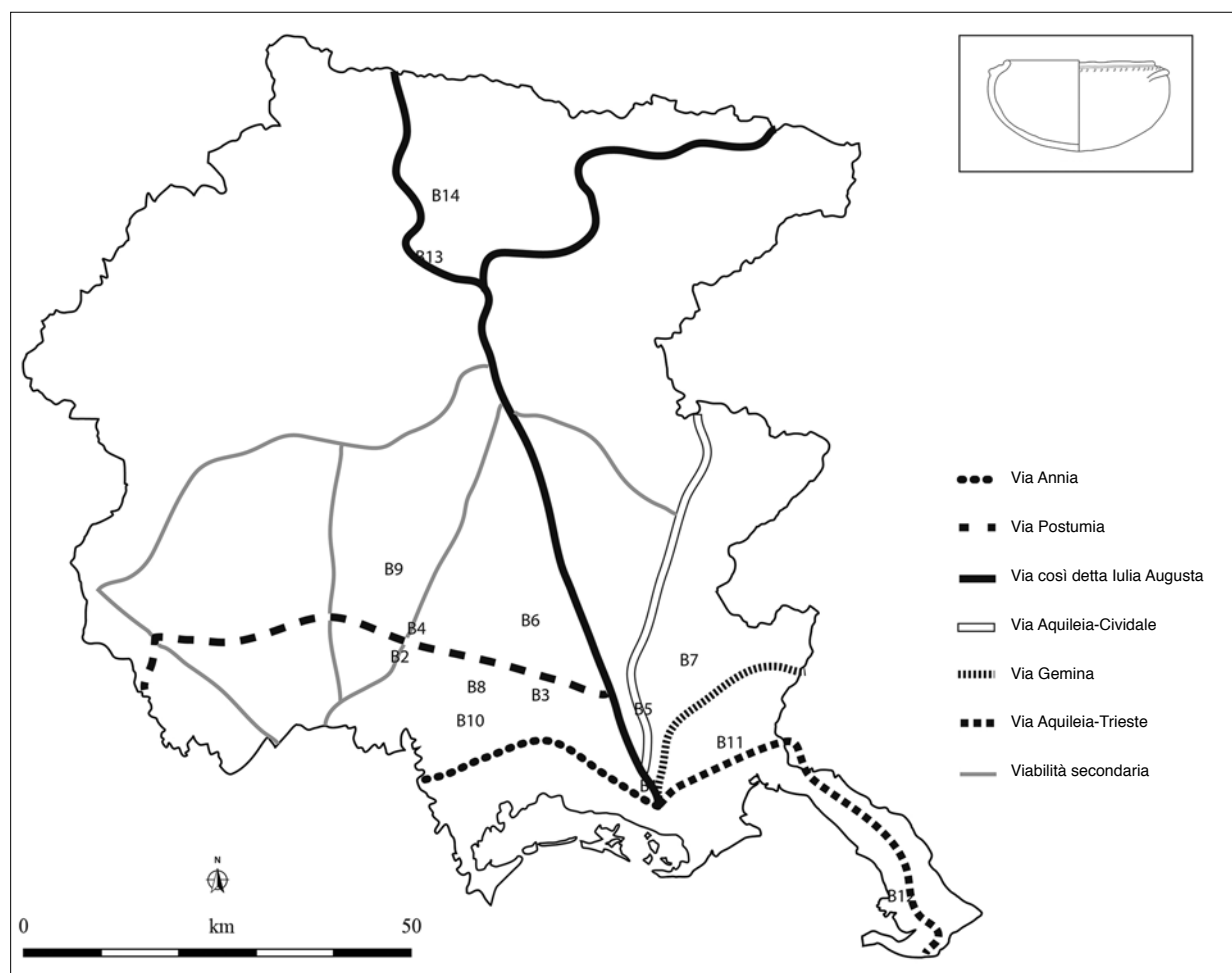 B14
B13
B9
B4
B6
B2
B7
B8
B3
B5
B10
B11
B12
Via Annia
Via Postumia
Via così detta Iulia Augusta
Via Aquileia-Cividale
Via Gemina
Via Aquileia-Trieste
Viabilità secondaria
N
0 km 50